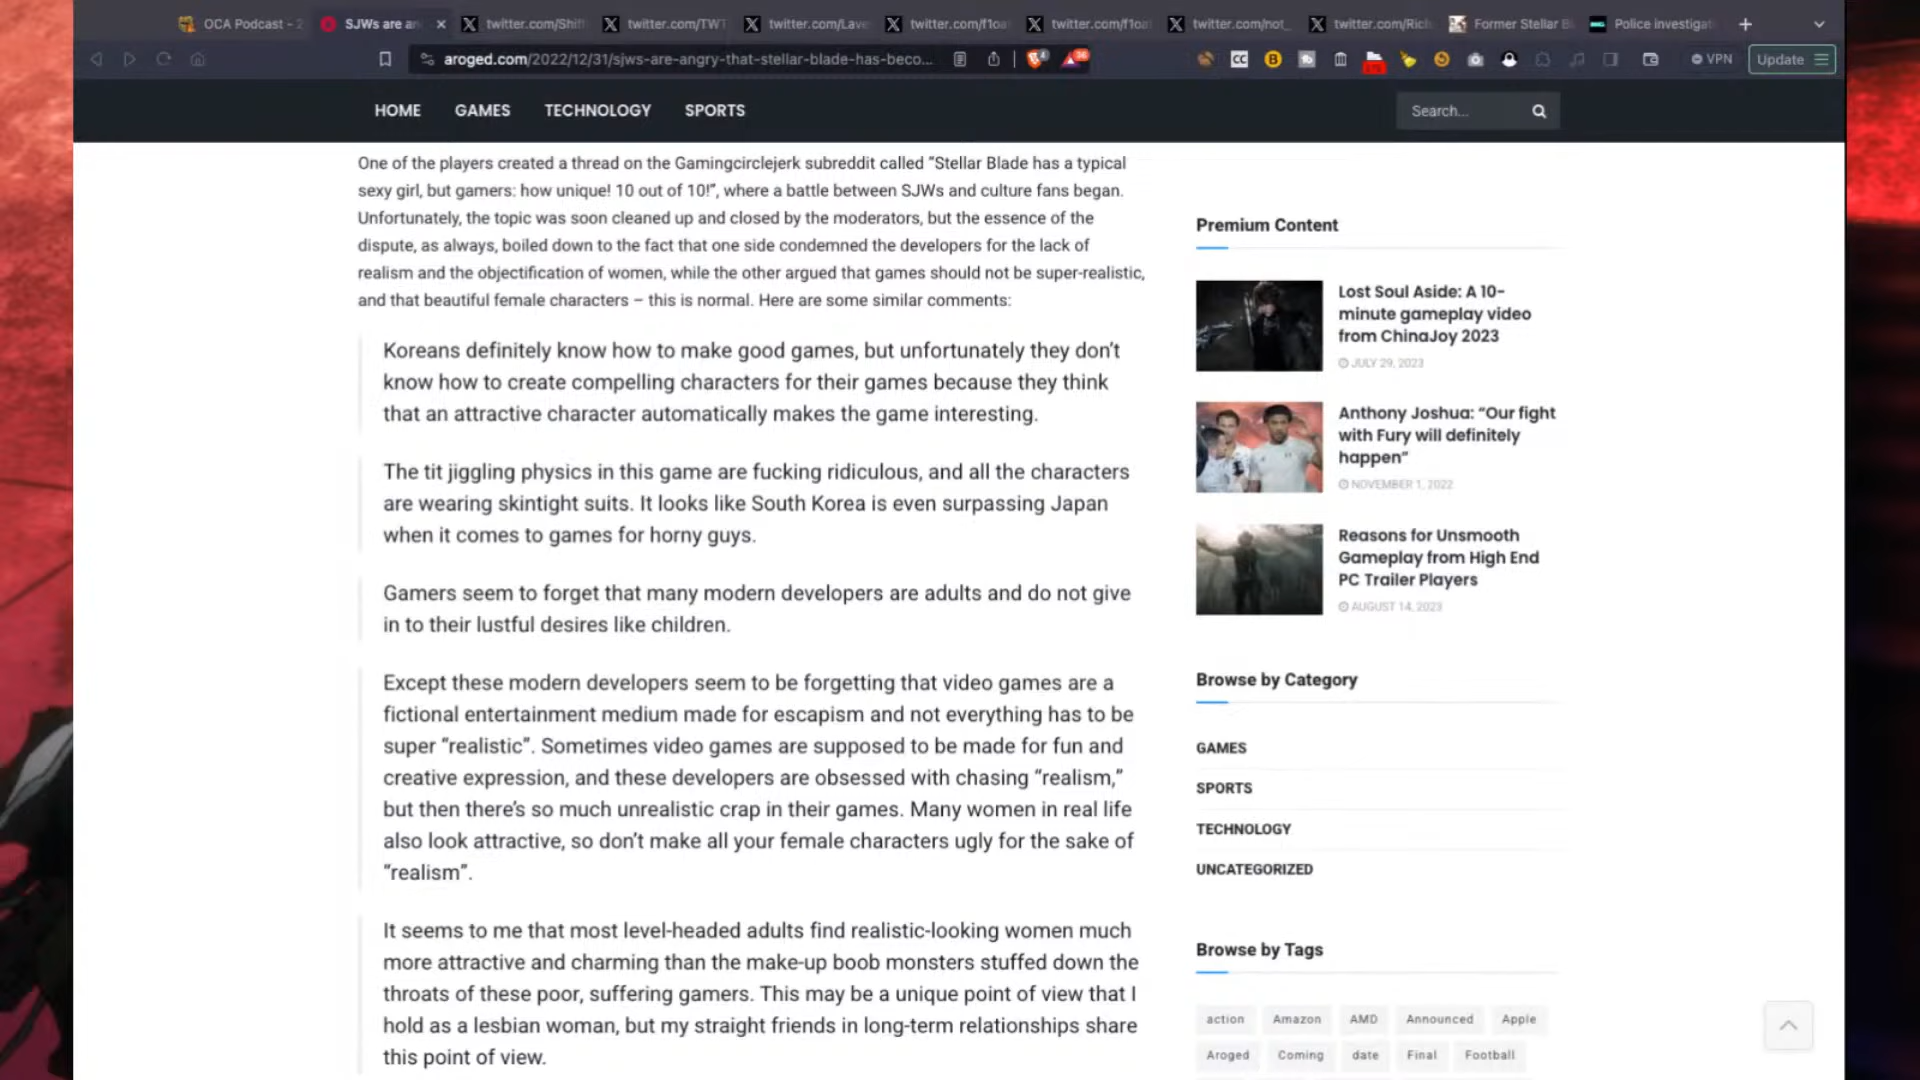 OCA Podcast - 2
SJWs are an
twitter.com/Shift
twitter.com/TWT
twitter.com/Lave
twitter.com/f1oa
twitter.com/f1oa
twitter.com/not_
twitter.com/Rich
Former Stellar Bl
Police investigat
aroged.com/2022/12/31/sjws-are-angry-that-stellar-blade-has-beco...
VPN
Update
HOME
GAMES
TECHNOLOGY
SPORTS
Search...
One of the players created a thread on the Gamingcirclejerk subreddit called “Stellar Blade has a typical
sexy girl, but gamers: how unique! 10 out of 10!”, where a battle between SJWs and culture fans began.
Unfortunately, the topic was soon cleaned up and closed by the moderators, but the essence of the
dispute, as always, boiled down to the fact that one side condemned the developers for the lack of
realism and the objectification of women, while the other argued that games should not be super-realistic,
and that beautiful female characters – this is normal. Here are some similar comments:
Koreans definitely know how to make good games, but unfortunately they don’t
know how to create compelling characters for their games because they think
that an attractive character automatically makes the game interesting.
The tit jiggling physics in this game are fucking ridiculous, and all the characters
are wearing skintight suits. It looks like South Korea is even surpassing Japan
when it comes to games for horny guys.
Gamers seem to forget that many modern developers are adults and do not give
in to their lustful desires like children.
Except these modern developers seem to be forgetting that video games are a
fictional entertainment medium made for escapism and not everything has to be
super “realistic”. Sometimes video games are supposed to be made for fun and
creative expression, and these developers are obsessed with chasing “realism,”
but then there’s so much unrealistic crap in their games. Many women in real life
also look attractive, so don’t make all your female characters ugly for the sake of
“realism”.
It seems to me that most level-headed adults find realistic-looking women much
more attractive and charming than the make-up boob monsters stuffed down the
throats of these poor, suffering gamers. This may be a unique point of view that I
hold as a lesbian woman, but my straight friends in long-term relationships share
this point of view.
Premium Content
Lost Soul Aside: A 10-
minute gameplay video
from ChinaJoy 2023
JULY 29, 2023
Anthony Joshua: “Our fight
with Fury will definitely
happen”
NOVEMBER 1, 2022
Reasons for Unsmooth
Gameplay from High End
PC Trailer Players
AUGUST 14, 2023
Browse by Category
GAMES
SPORTS
TECHNOLOGY
UNCATEGORIZED
Browse by Tags
action
Amazon
AMD
Announced
Apple
Aroged
Coming
date
Final
Football